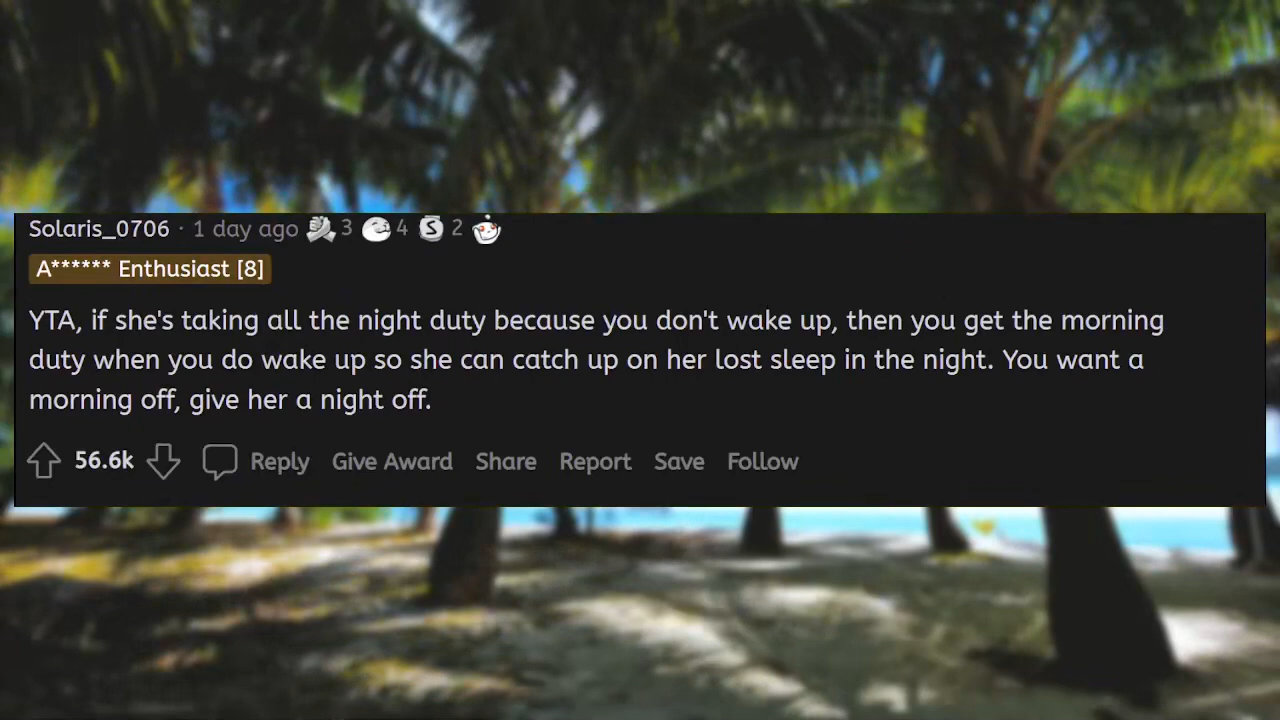 Solaris_0706 · 1 day ago 3 4 S 2
A****** Enthusiast [8]
YTA, if she's taking all the night duty because you don't wake up, then you get the morning
duty when you do wake up so she can catch up on her lost sleep in the night. You want a
morning off, give her a night off.
56.6k Reply Give Award Share Report Save Follow